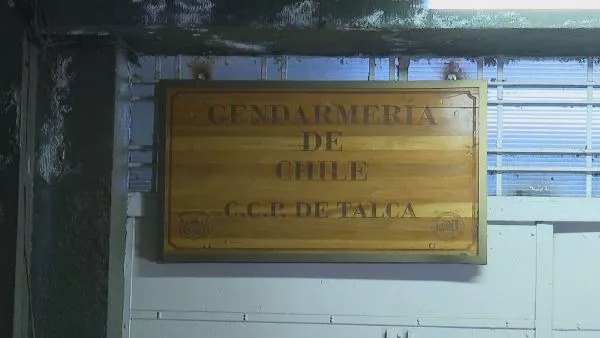 GENDARMERÍA
DE
CHILE
C.C.P. DE TALCA